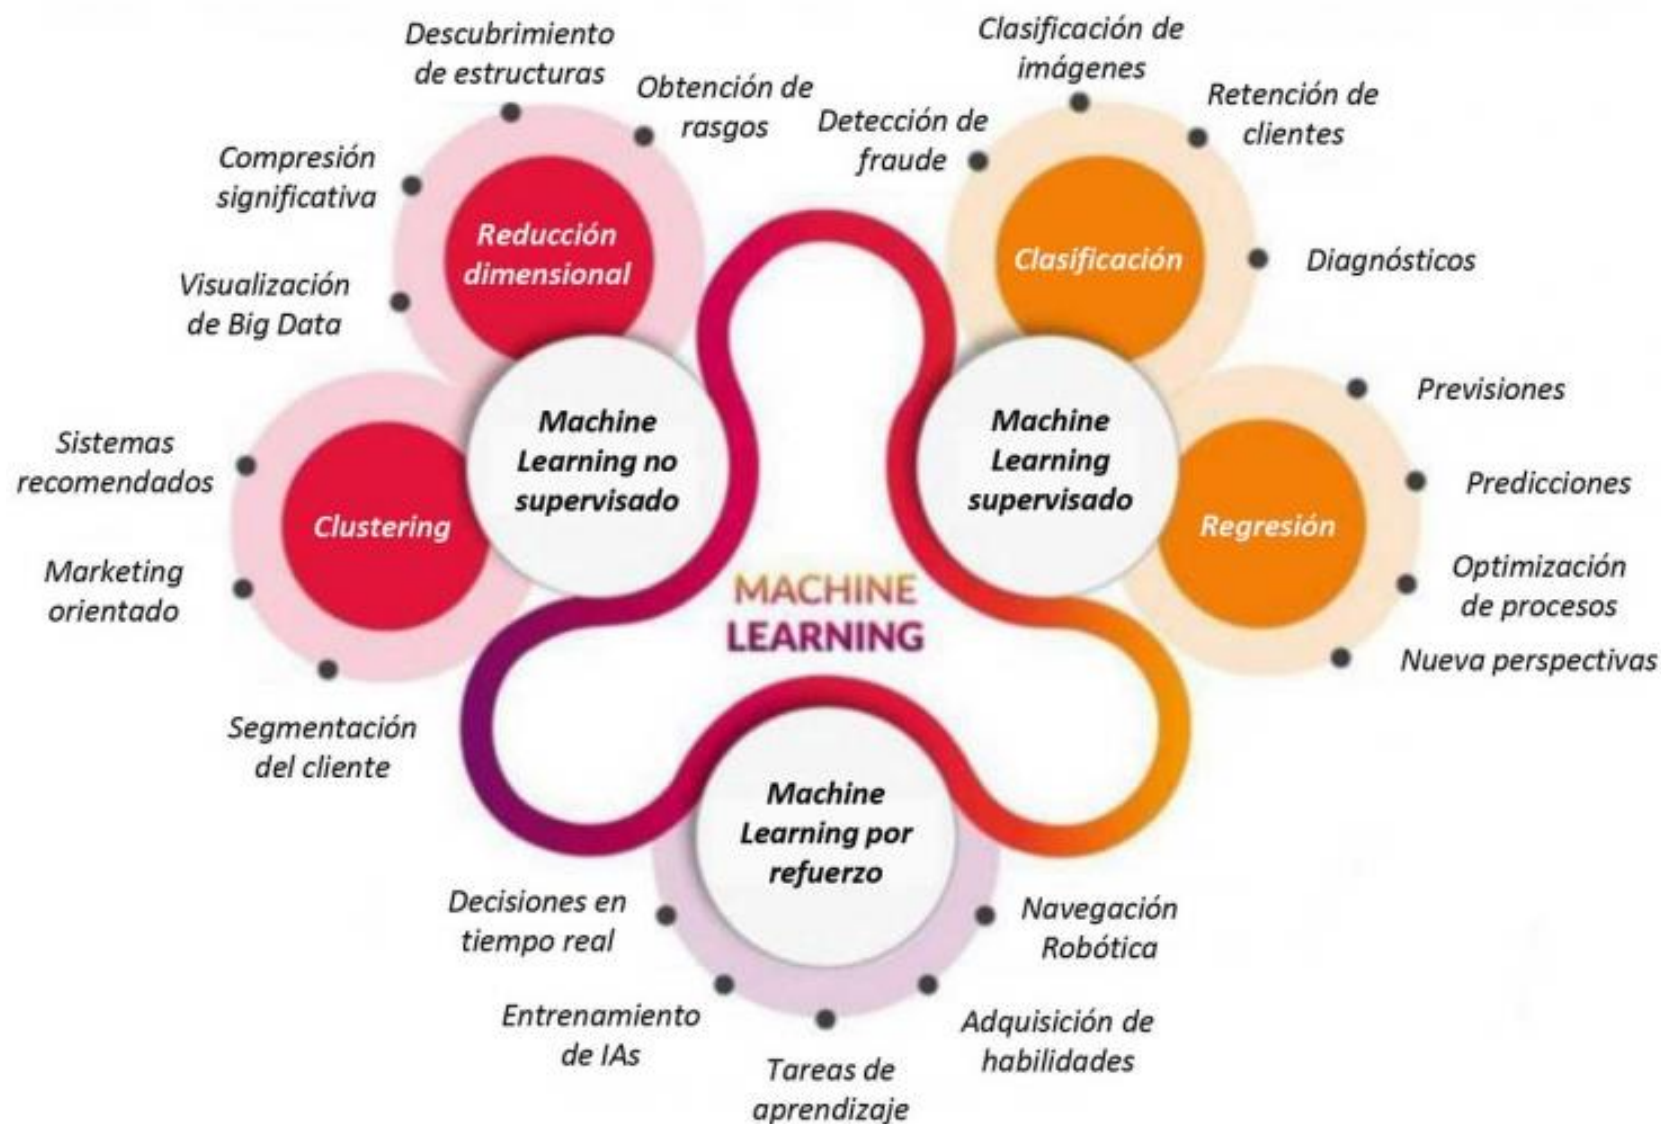 Descubrimiento
de estructuras
Obtención de
rasgos
Compresión
significativa
Visualización
de Big Data
Reducción
dimensional
Sistemas
recomendados
Marketing
orientado
Segmentación
del cliente
Clustering
Machine
Learning no
supervisado
Clasificación de
imágenes
Detección de
fraude
Retención de
clientes
Diagnósticos
Clasificación
Machine
Learning
supervisado
Previsiones
Predicciones
Optimización
de procesos
Nueva perspectivas
Regresión
MACHINE
LEARNING
Machine
Learning por
refuerzo
Decisiones en
tiempo real
Entrenamiento
de IAs
Tareas de
aprendizaje
Adquisición de
habilidades
Navegación
Robótica